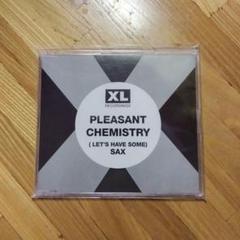 XL
RECORDINGS
PLEASANT
CHEMISTRY
( LET'S HAVE SOME)
SAX